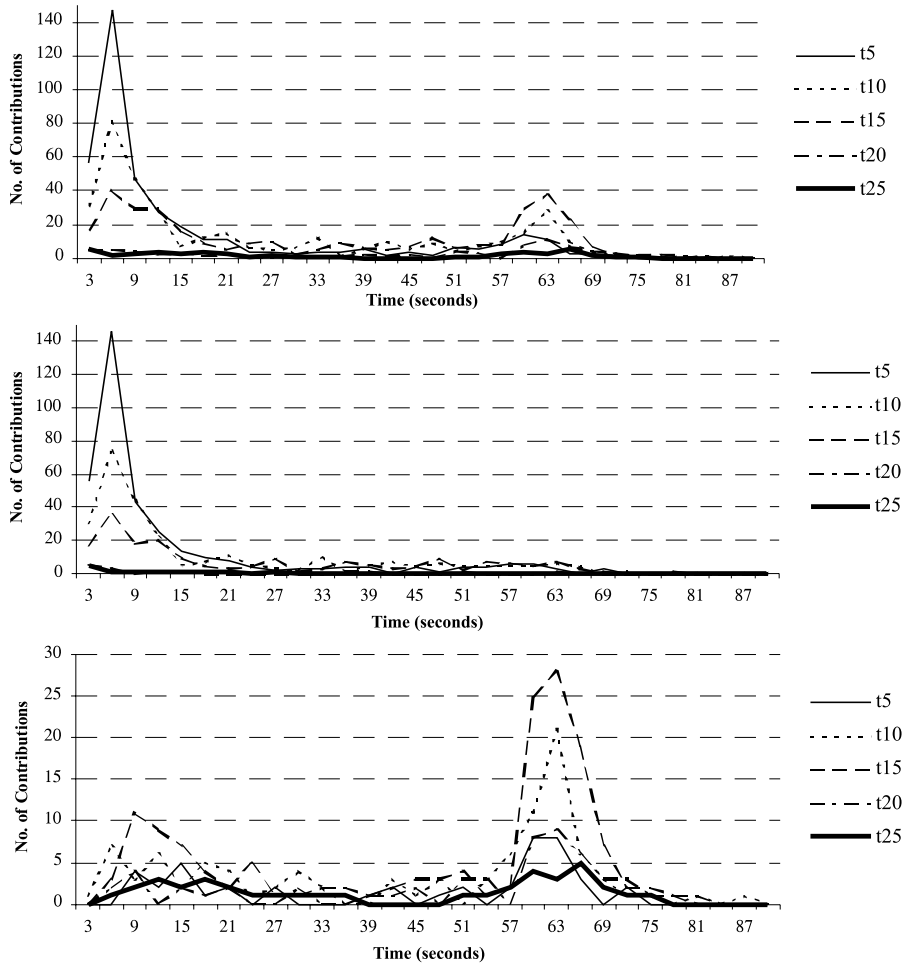 No. of Contributions
140
120
100
80
60
40
20
0
3 9 15 21 27 33 39 45 51 57 63 69 75 81 87
Time (seconds)
t5
t10
t15
t20
t25
No. of Contributions
140
120
100
80
60
40
20
0
3 9 15 21 27 33 39 45 51 57 63 69 75 81 87
Time (seconds)
t5
t10
t15
t20
t25
No. of Contributions
30
25
20
15
10
5
0
3 9 15 21 27 33 39 45 51 57 63 69 75 81 87
Time (seconds)
t5
t10
t15
t20
t25